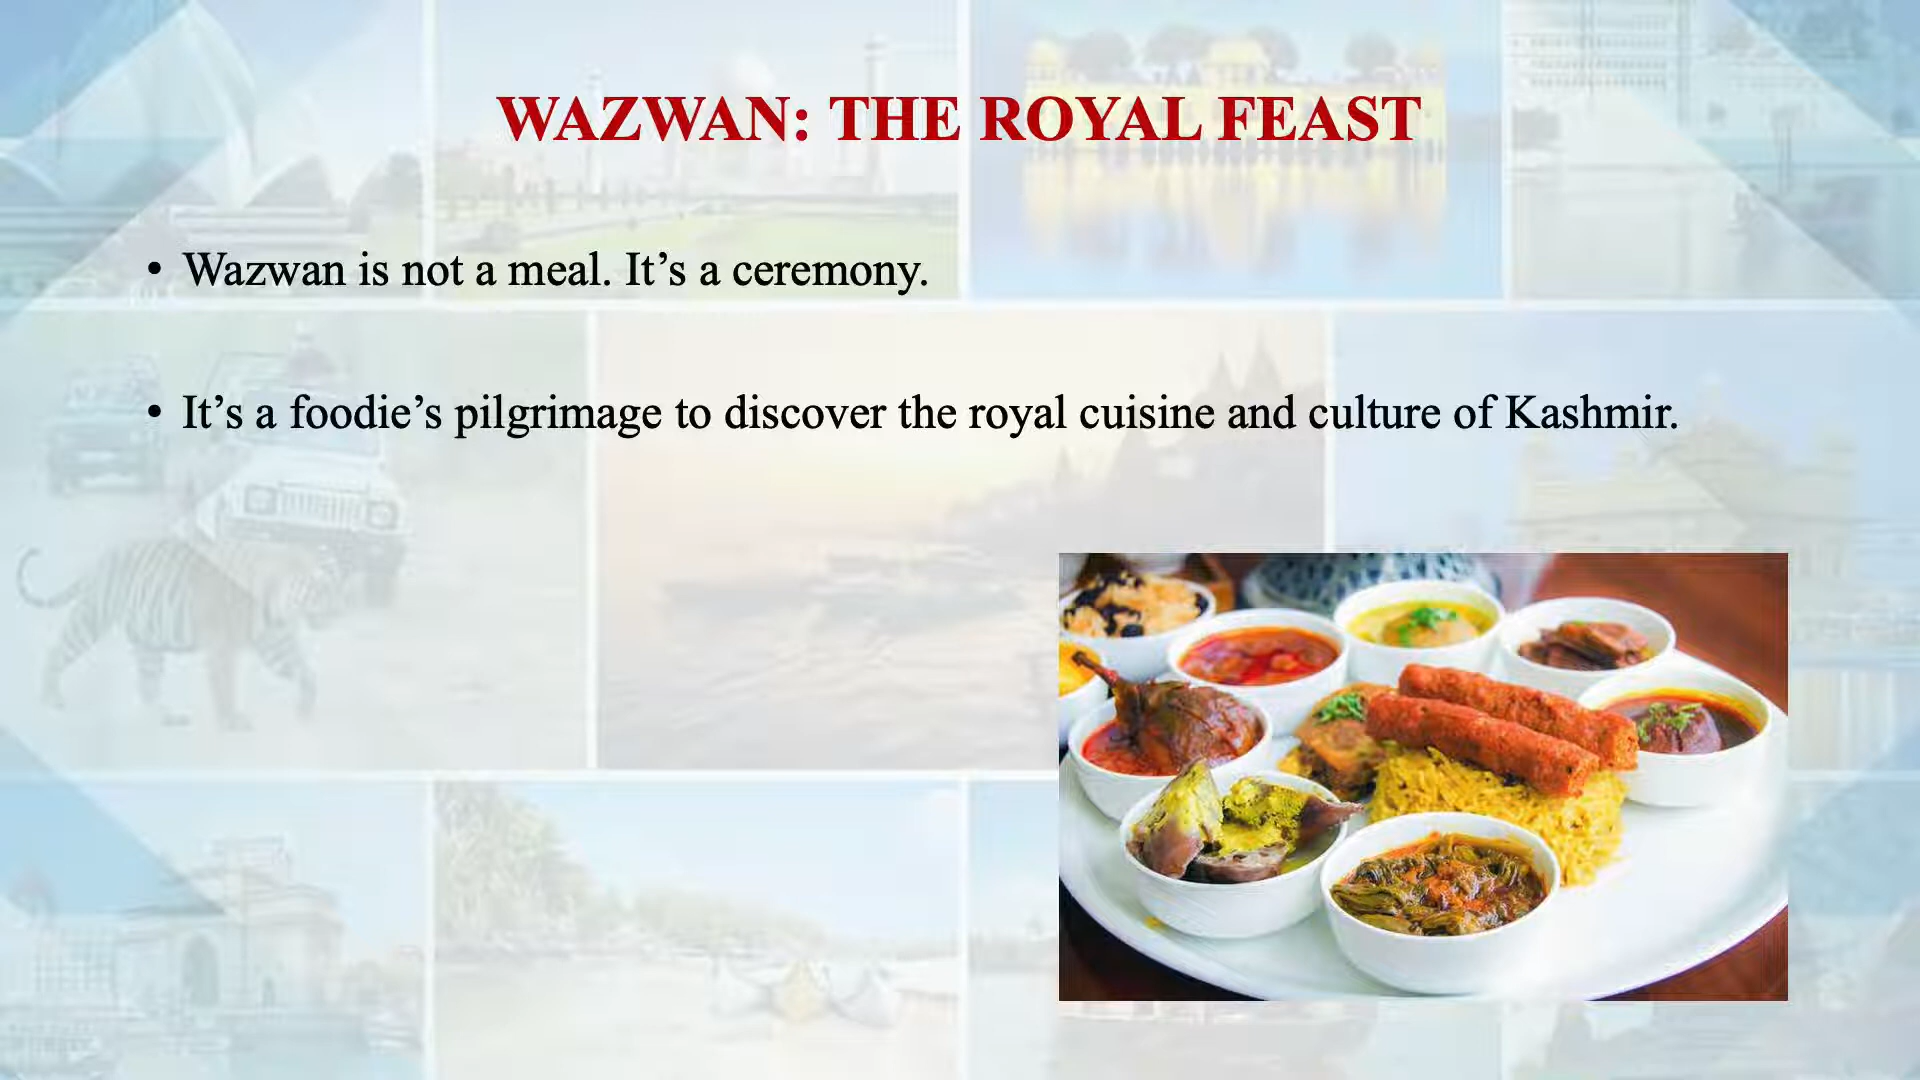 WAZWAN: THE ROYAL FEAST
• Wazwan is not a meal. It’s a ceremony.
• It’s a foodie’s pilgrimage to discover the royal cuisine and culture of Kashmir.